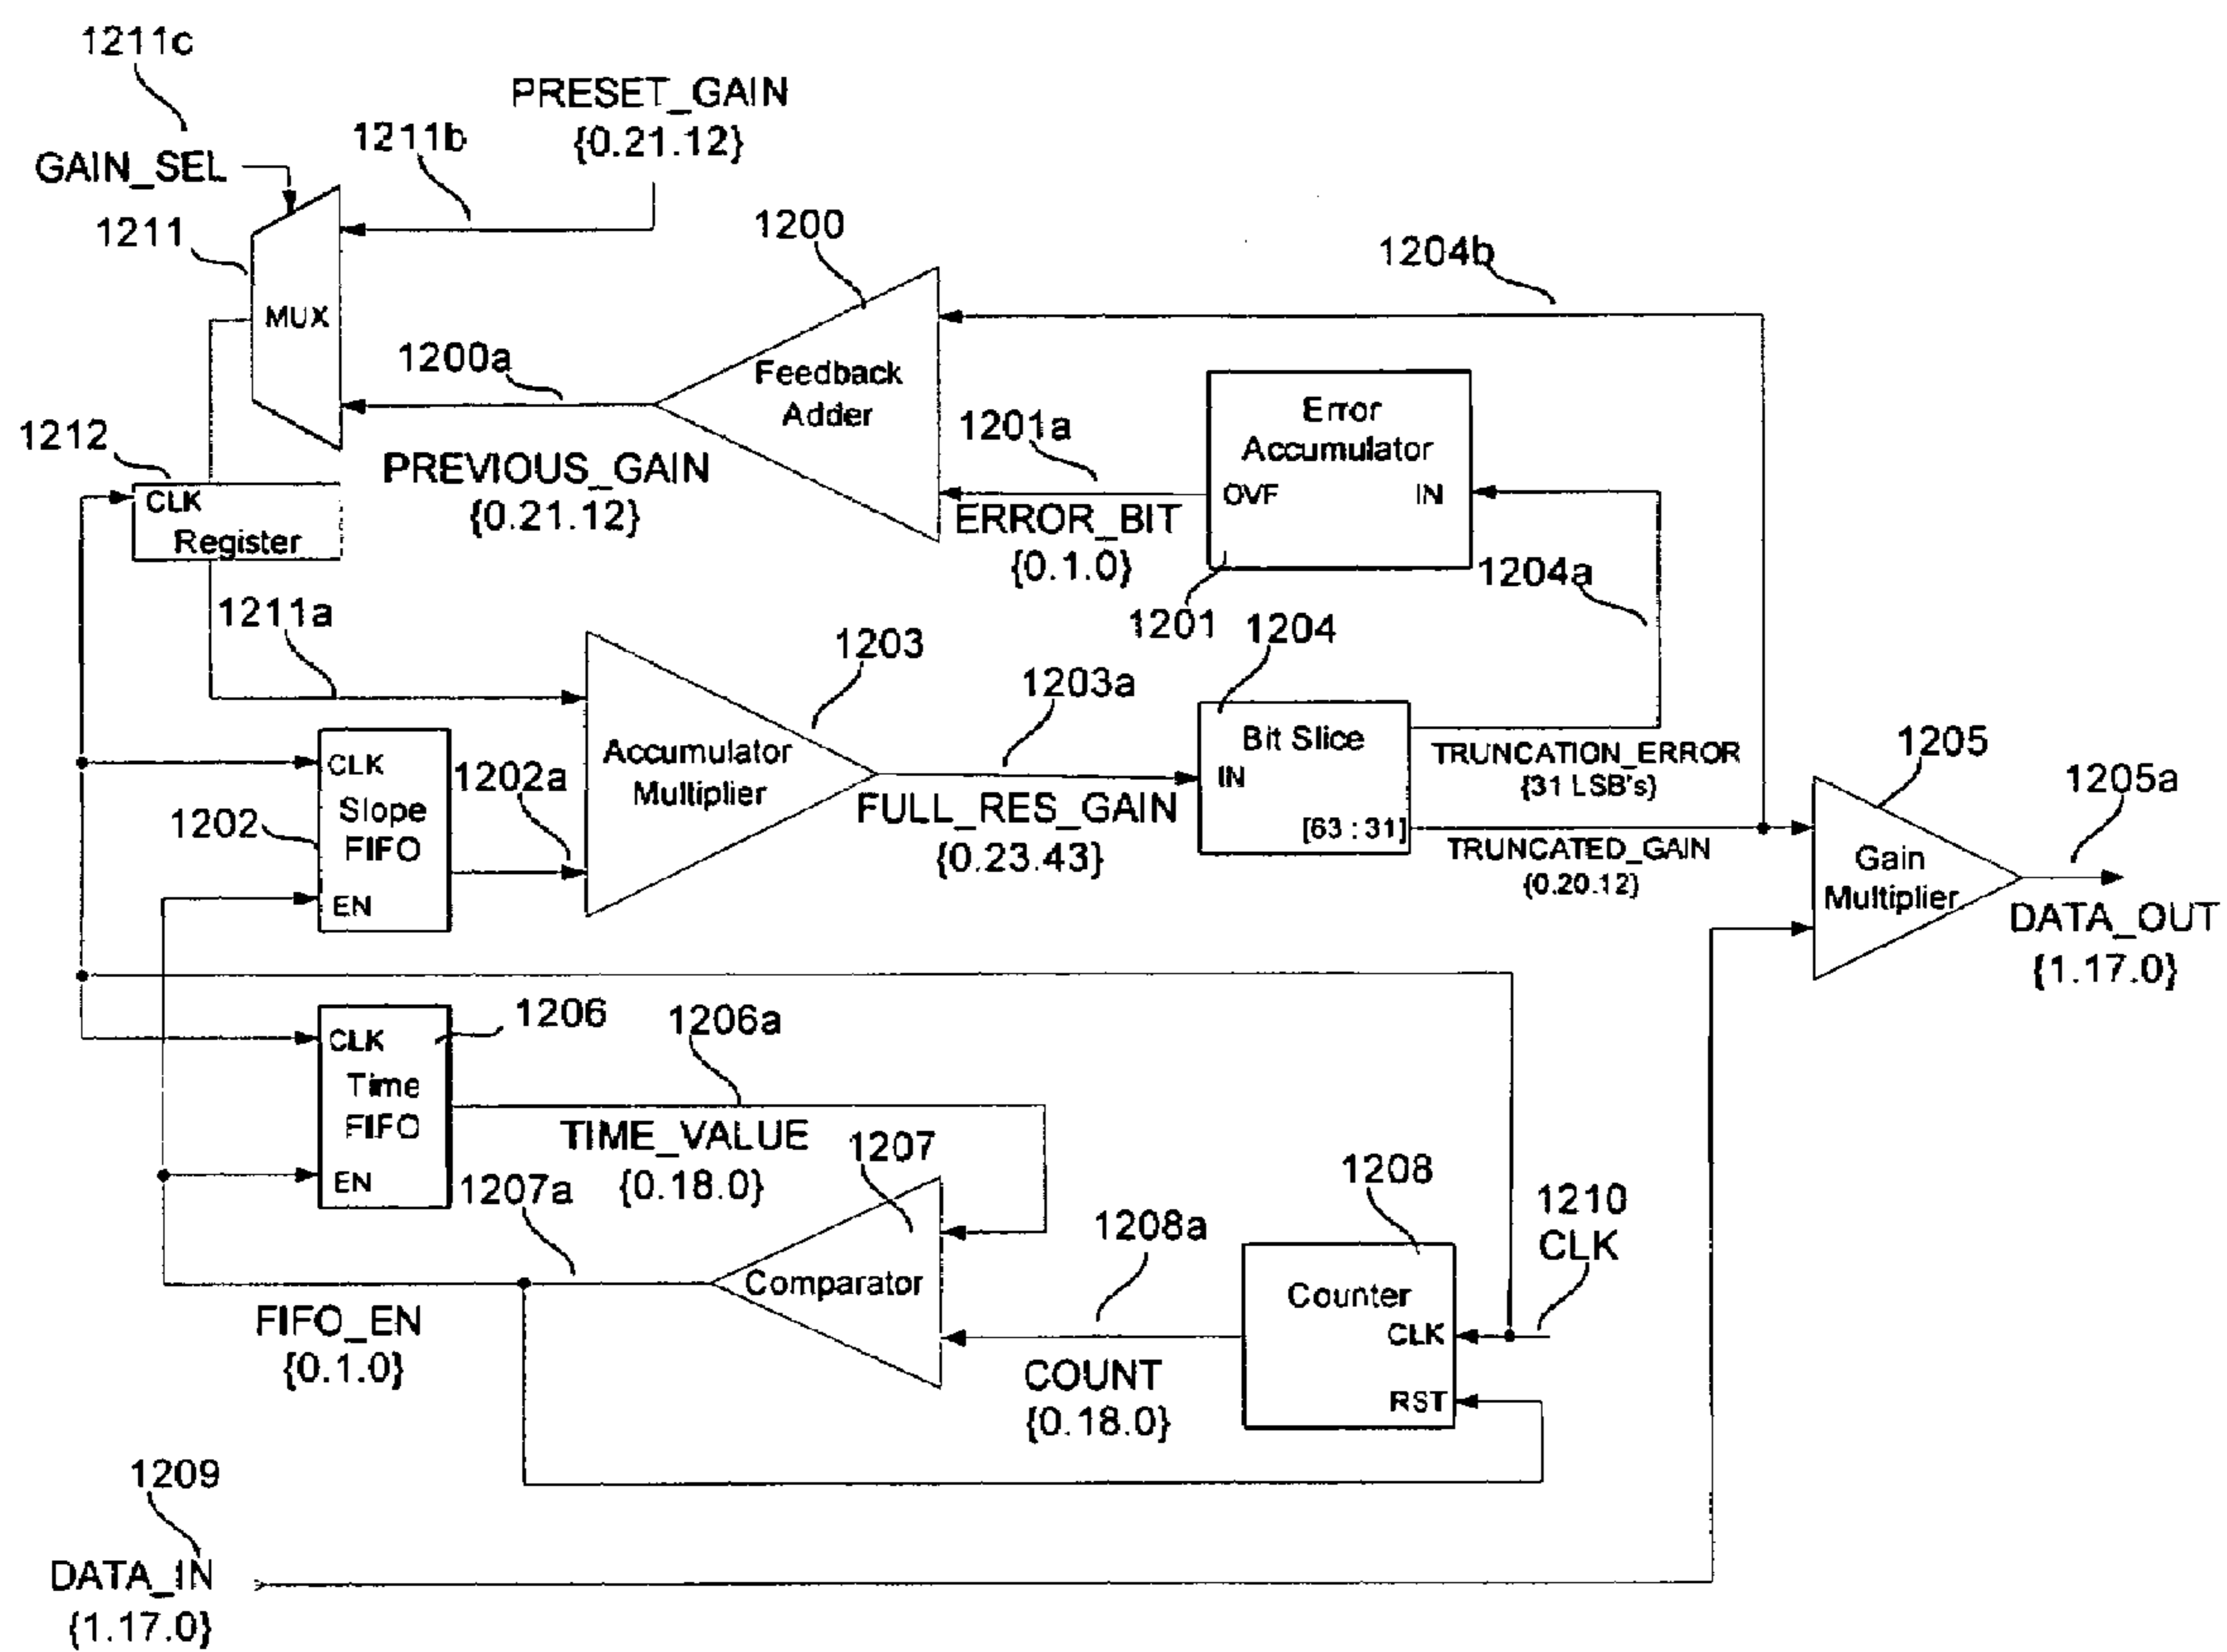 1211c
PRESET_GAIN
{0.21.12}
1211b
GAIN_SEL
1211
MUX
1200
1204b
Feedback
Adder
1200a
PREVIOUS_GAIN
{0.21.12}
1201a
ERROR_BIT
{0.1.0}
Error
Accumulator
OVF
IN
1201
1204a
1212
CLK
Register
1211a
1203
Accumulator
Multiplier
1203a
FULL_RES_GAIN
{0.23.43}
1204
Bit Slice
IN
[63 : 31]
TRUNCATION_ERROR
{31 LSB's}
TRUNCATED_GAIN
{0.20.12}
1205
Gain
Multiplier
1205a
DATA_OUT
{1.17.0}
CLK
Slope
FIFO
EN
1202
1202a
CLK
Time
FIFO
EN
1206
1206a
TIME_VALUE
{0.18.0}
1207
Comparator
1207a
FIFO_EN
{0.1.0}
1208a
COUNT
{0.18.0}
1208
Counter
CLK
RST
1210
CLK
1209
DATA_IN
{1.17.0}